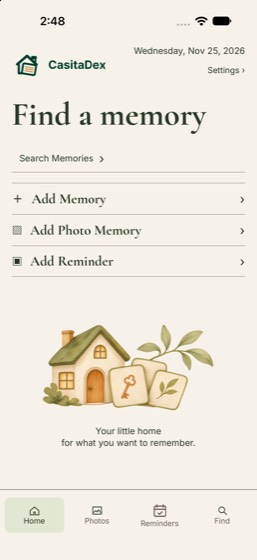 2:48
Wednesday, Nov 25, 2026
CasitaDex
Settings ›
Find a memory
Search Memories ›
+ Add Memory ›
Add Photo Memory ›
Add Reminder ›
Your little home
for what you want to remember.
Home
Photos
Reminders
Find